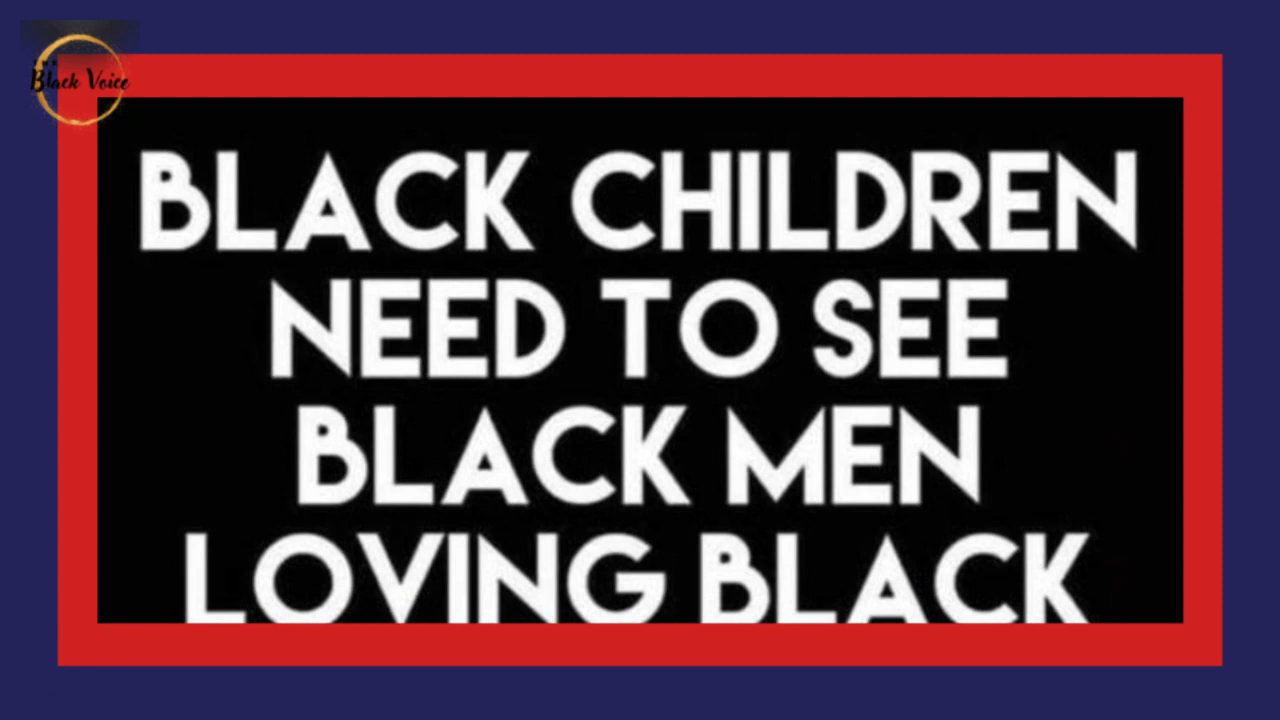 Black Voice
BLACK CHILDREN
NEED TO SEE
BLACK MEN
LOVING BLACK